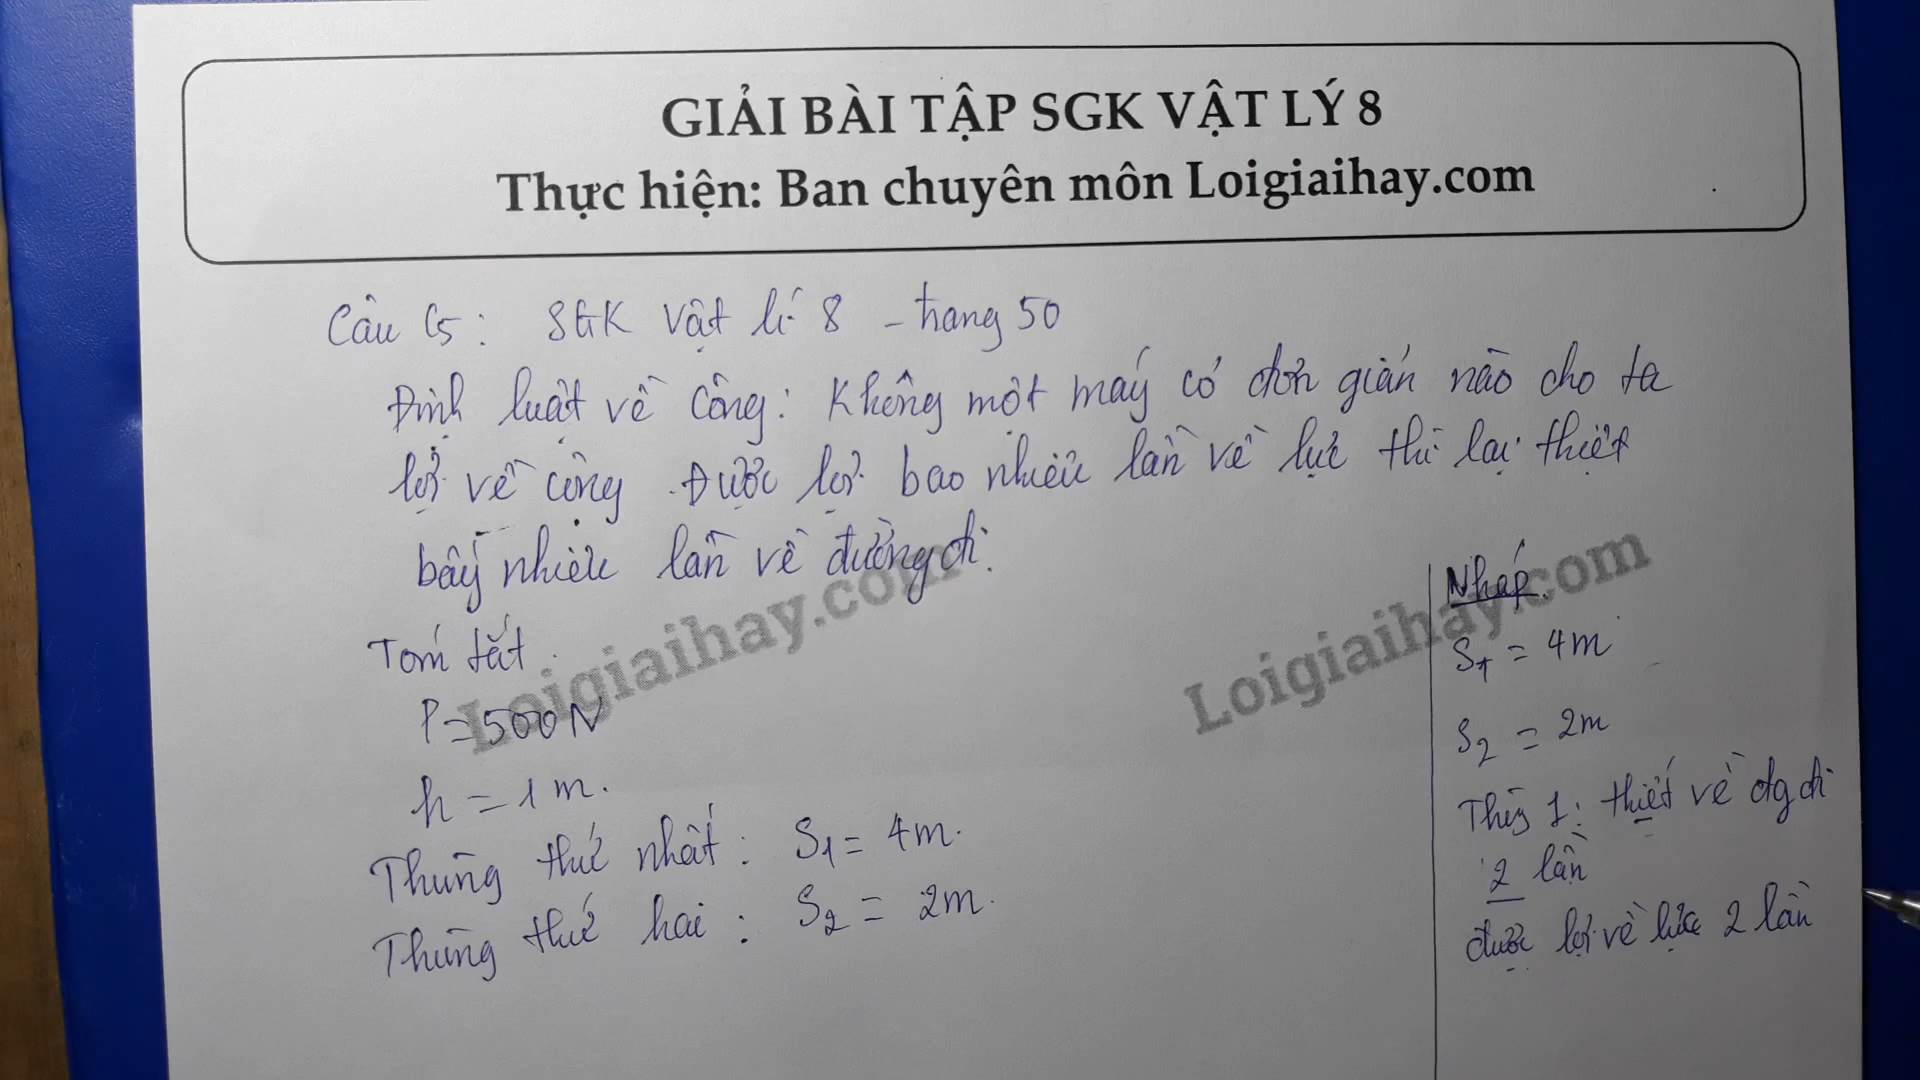 GIẢI BÀI TẬP SGK VẬT LÝ 8
Thực hiện: Ban chuyên môn Loigiaihay.com
Câu C5: SGK Vật lí 8 - trang 50
Định luật về công: Không một máy cơ đơn giản nào cho ta
lợi về công. Được lợi bao nhiêu lần về lực thì lại thiệt
bấy nhiêu lần về đường đi.
Tóm tắt
P = 500N
h = 1m.
Thùng thứ nhất: S1 = 4m.
Thùng thứ hai: S2 = 2m.
Nháp.
S1 = 4m
S2 = 2m
Thùg 1: thiệt về đg đi
2 lần
được lợi về lực 2 lần
Loigiaihay.com
Loigiaihay.com